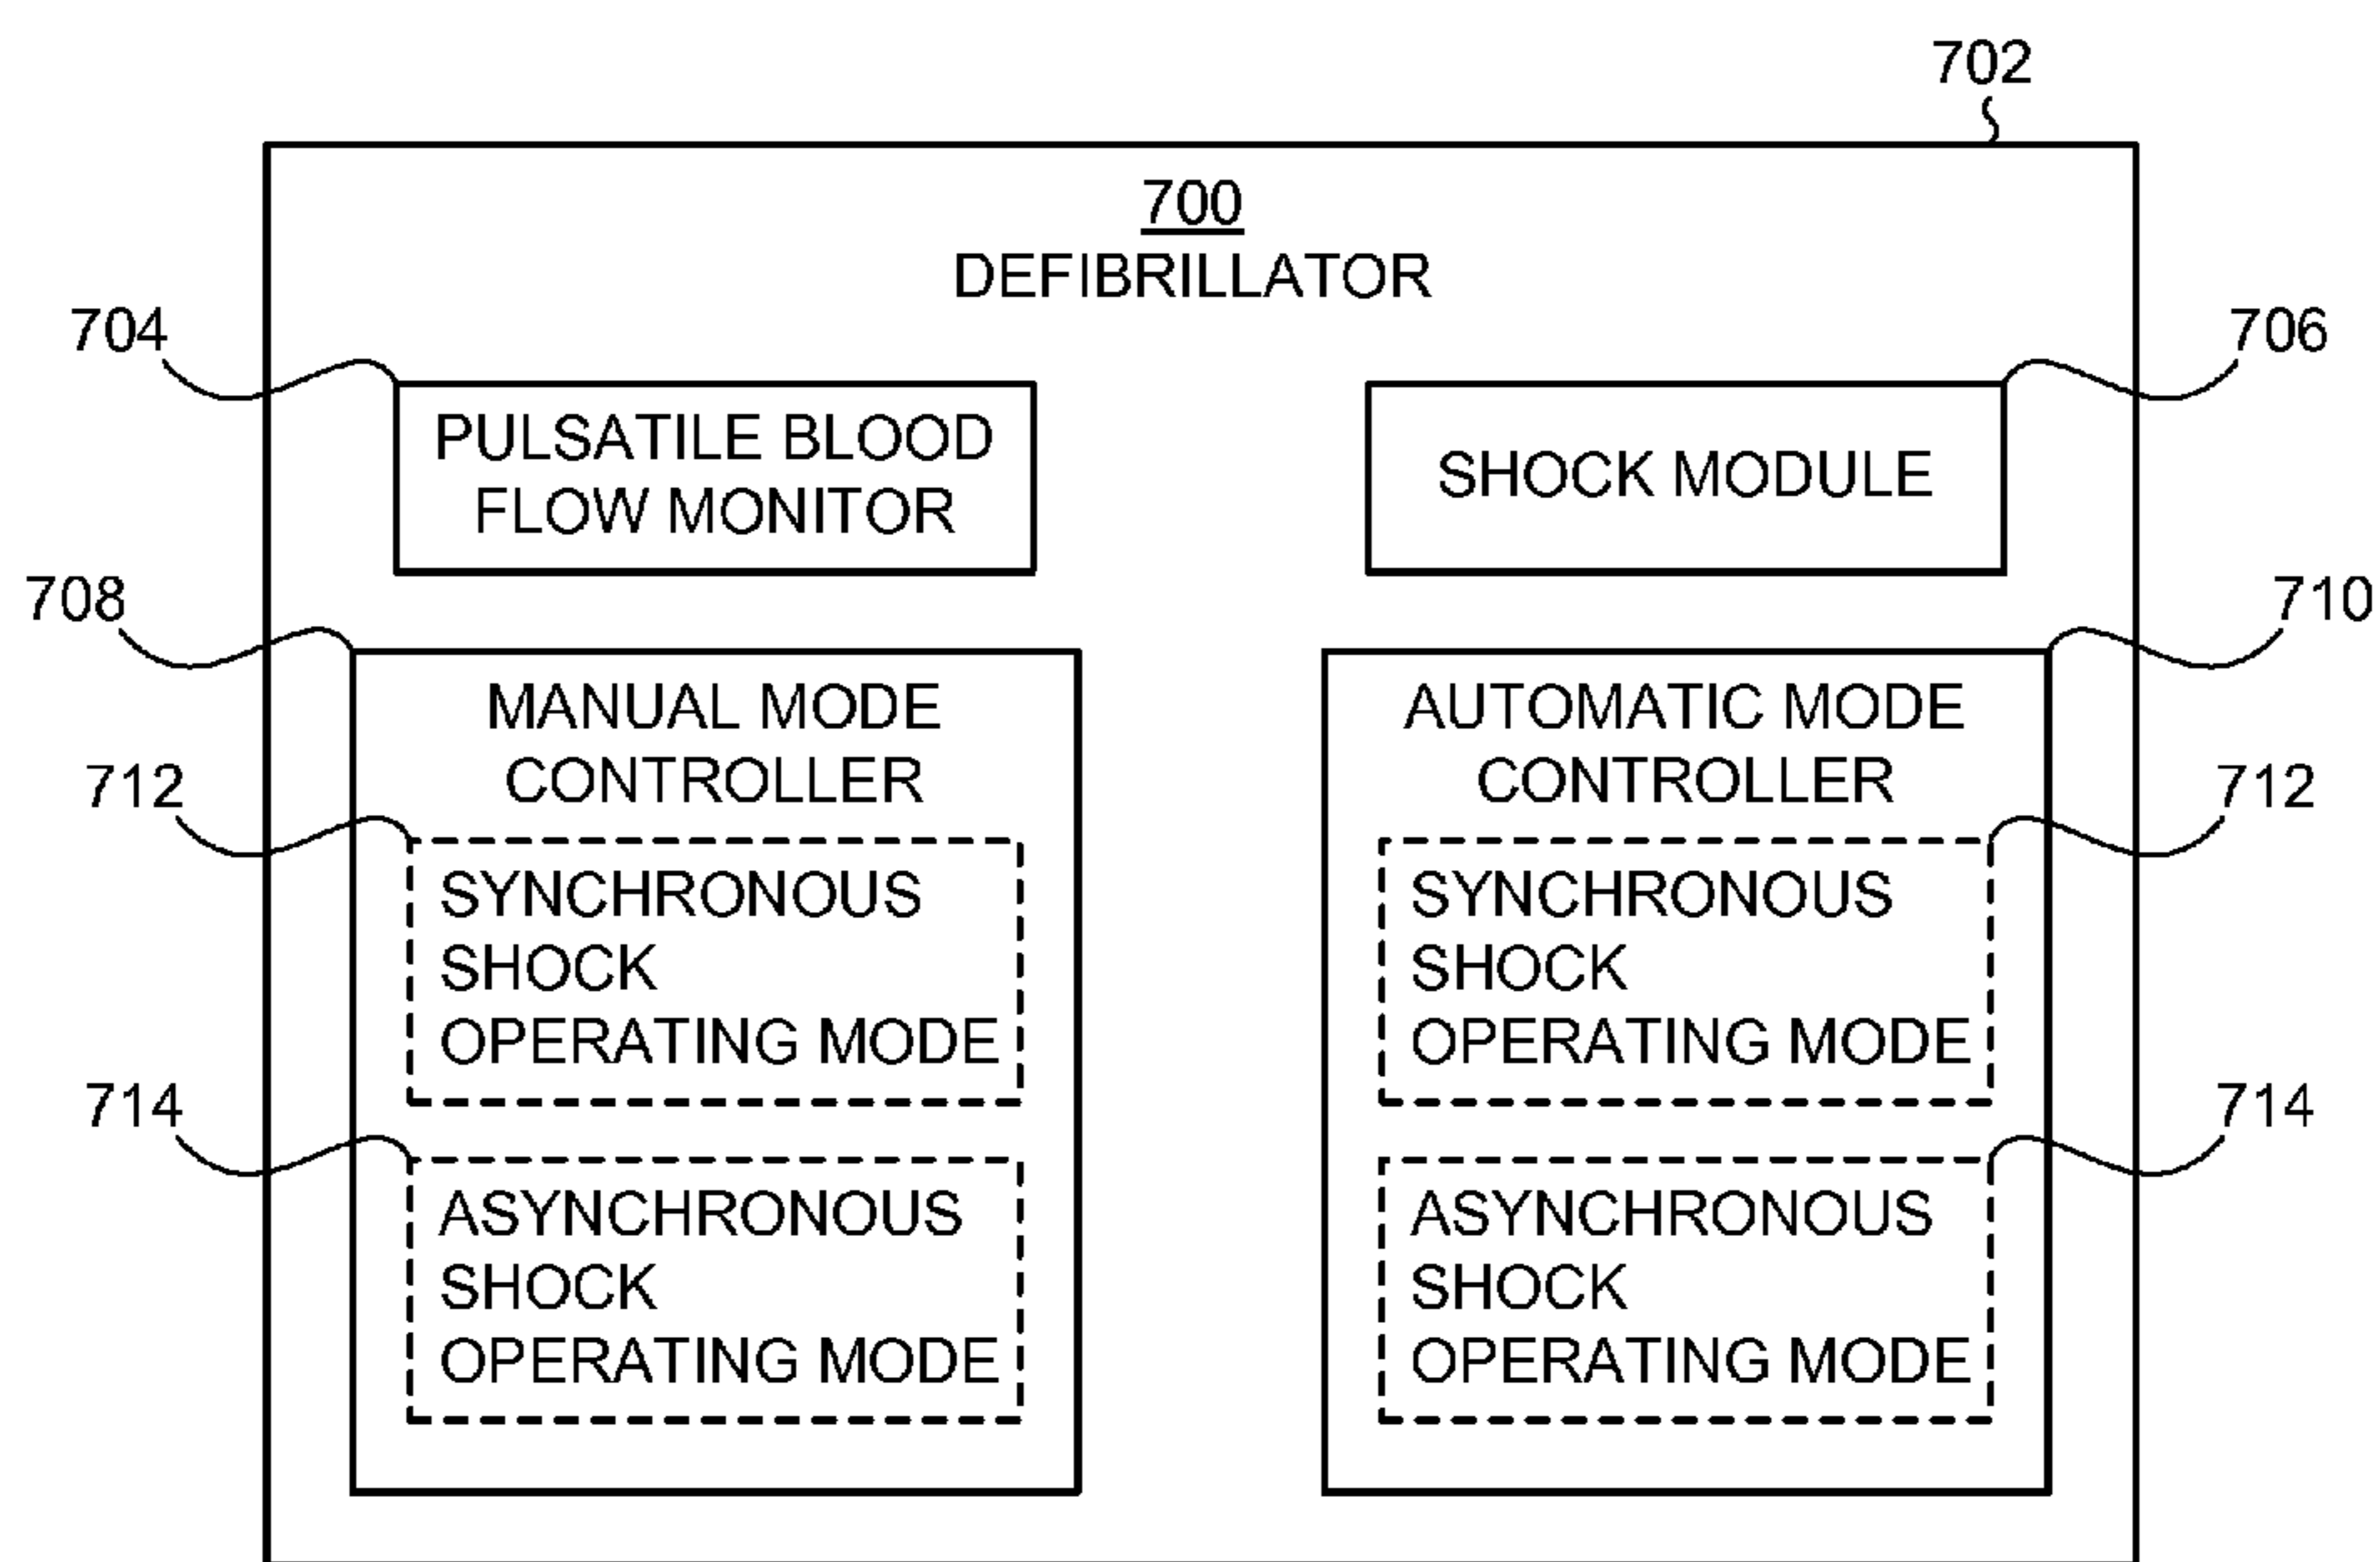 702
700
DEFIBRILLATOR
704
706
PULSATILE BLOOD
FLOW MONITOR
SHOCK MODULE
708
710
MANUAL MODE
CONTROLLER
AUTOMATIC MODE
CONTROLLER
712
712
SYNCHRONOUS
SHOCK
OPERATING MODE
SYNCHRONOUS
SHOCK
OPERATING MODE
714
714
ASYNCHRONOUS
SHOCK
OPERATING MODE
ASYNCHRONOUS
SHOCK
OPERATING MODE